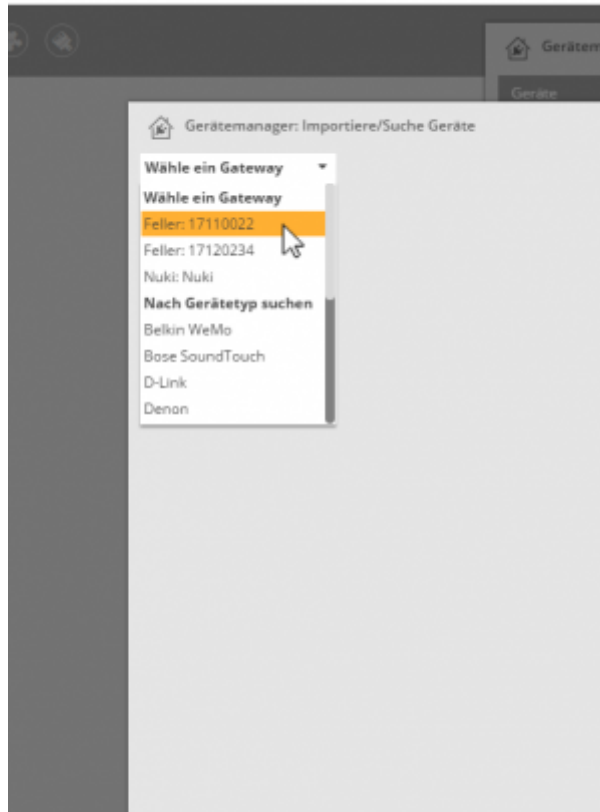 Gerätem
Geräte
Gerätemanager: Importiere/Suche Geräte
Wähle ein Gateway
Wähle ein Gateway
Feller: 17110022
Feller: 17120234
Nuki: Nuki
Nach Gerätetyp suchen
Belkin WeMo
Bose SoundTouch
D-Link
Denon